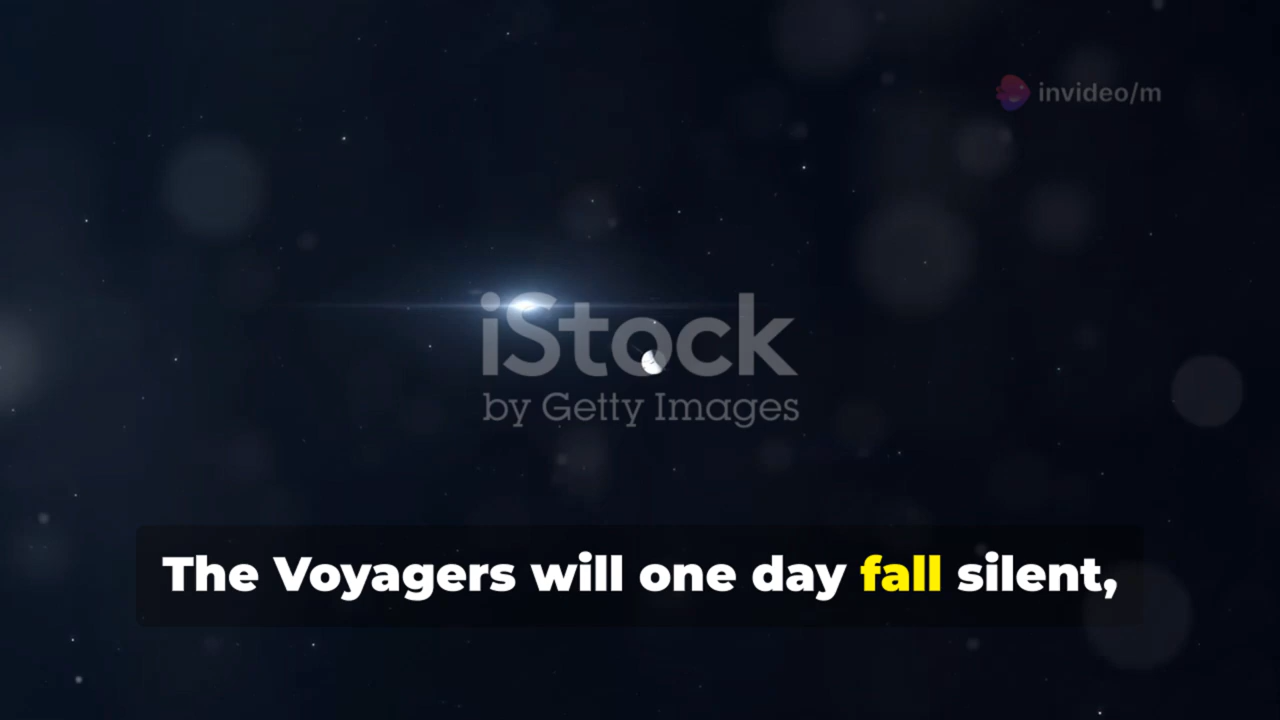 invideo/m
iStock
by Getty Images
The Voyagers will one day fall silent,